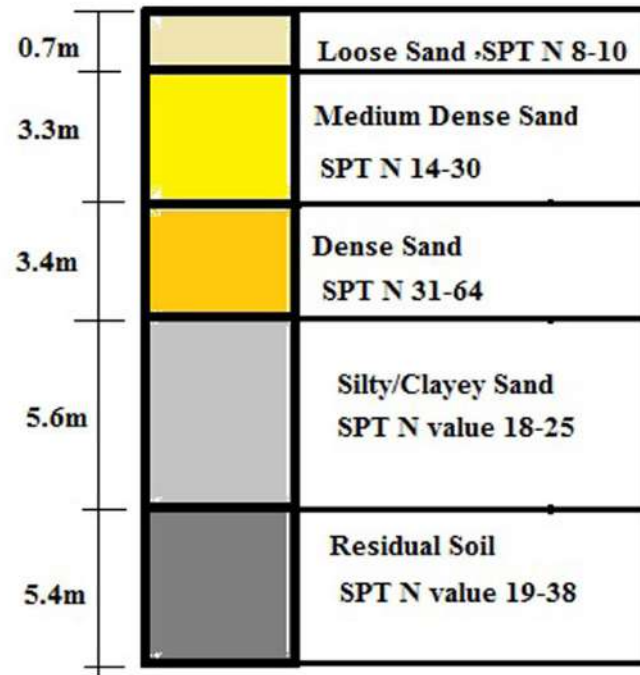 0.7m
Loose Sand ,SPT N 8-10
3.3m
Medium Dense Sand
SPT N 14-30
3.4m
Dense Sand
SPT N 31-64
5.6m
Silty/Clayey Sand
SPT N value 18-25
5.4m
Residual Soil
SPT N value 19-38